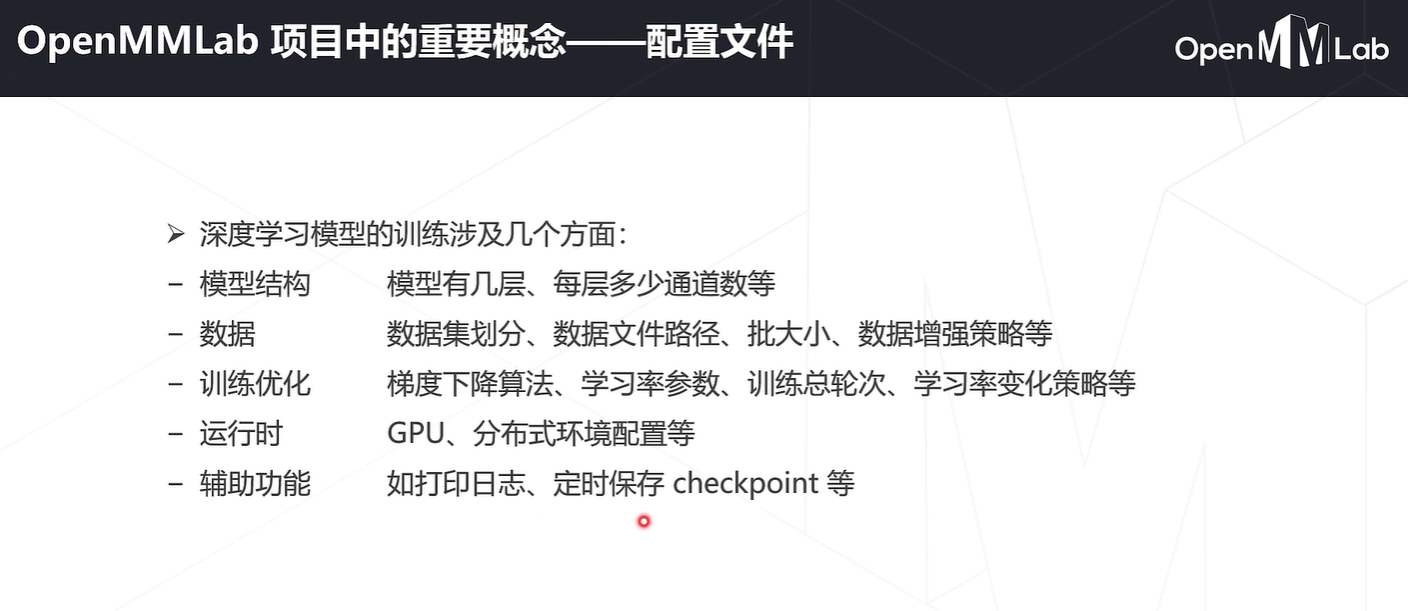 OpenMMLab 项目中的重要概念——配置文件
OpenMMLab
➢ 深度学习模型的训练涉及几个方面：
– 模型结构 模型有几层、每层多少通道数等
– 数据 数据集划分、数据文件路径、批大小、数据增强策略等
– 训练优化 梯度下降算法、学习率参数、训练总轮次、学习率变化策略等
– 运行时 GPU、分布式环境配置等
– 辅助功能 如打印日志、定时保存 checkpoint 等